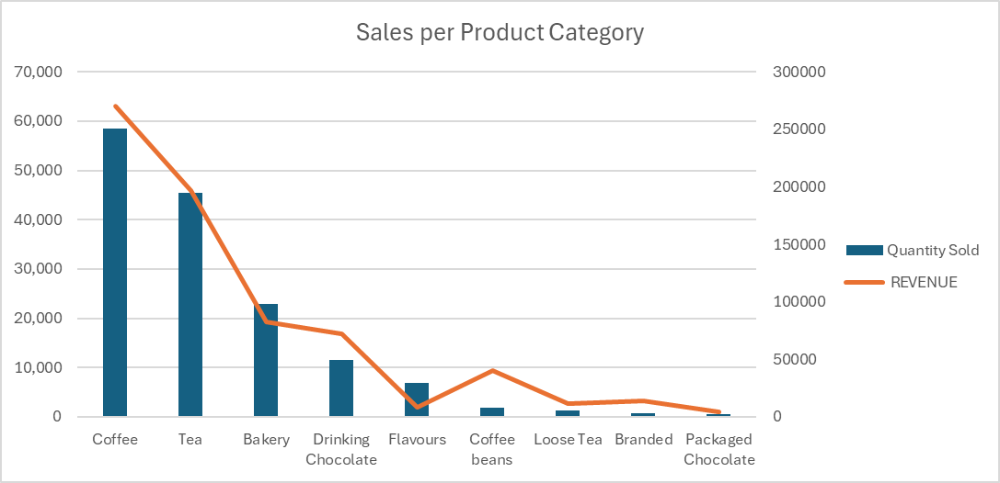 Sales per Product Category
70,000
60,000
50,000
40,000
30,000
20,000
10,000
0
300000
250000
200000
150000
100000
50000
0
Coffee
Tea
Bakery
Drinking
Chocolate
Flavours
Coffee
beans
Loose Tea
Branded
Packaged
Chocolate
Quantity Sold
REVENUE